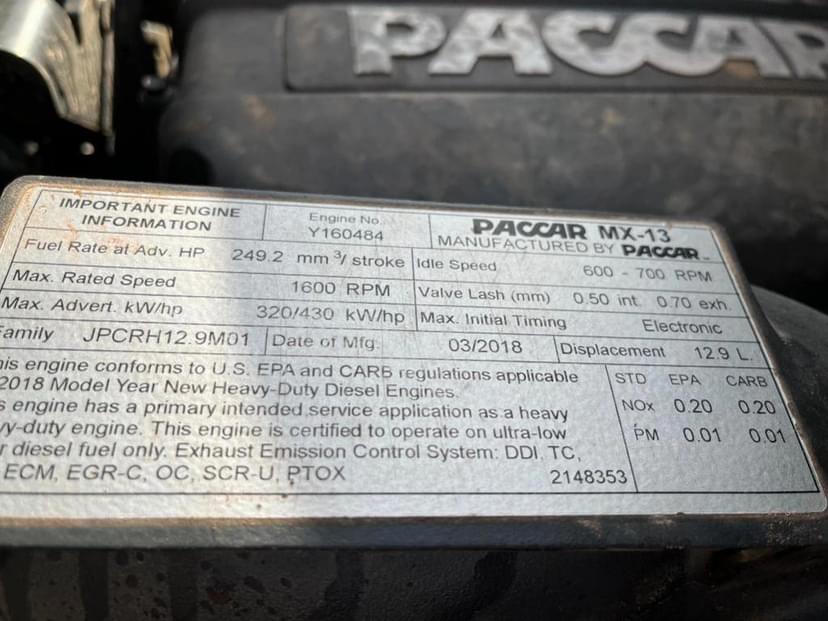 PACCAR
IMPORTANT ENGINE
INFORMATION
Engine No.
Y160484
PACCAR MX-13
MANUFACTURED BY PACCAR
Fuel Rate at Adv. HP 249.2 mm³/ stroke
Idle Speed 600 - 700 RPM
Max. Rated Speed 1600 RPM
Valve Lash (mm) 0.50 int. 0.70 exh.
Max. Advert. kW/hp 320/430 kW/hp
Max. Initial Timing Electronic
amily JPCRH12.9M01
Date of Mfg. 03/2018
Displacement 12.9 L.
is engine conforms to U.S. EPA and CARB regulations applicable
2018 Model Year New Heavy-Duty Diesel Engines.
s engine has a primary intended service application as a heavy
vy-duty engine. This engine is certified to operate on ultra-low
r diesel fuel only. Exhaust Emission Control System: DDI, TC,
ECM, EGR-C, OC, SCR-U, PTOX
2148353
STD EPA CARB
NOx 0.20 0.20
PM 0.01 0.01